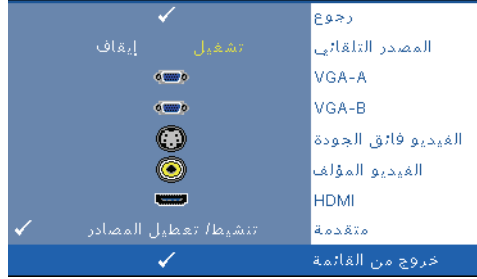 رجوع
المصدر التلقائي تشغيل إيقاف
VGA-A
VGA-B
الفيديو فائق الجودة
الفيديو المؤلف
HDMI
متقدمة تنشيط/ تعطيل المصادر
خروج من القائمة